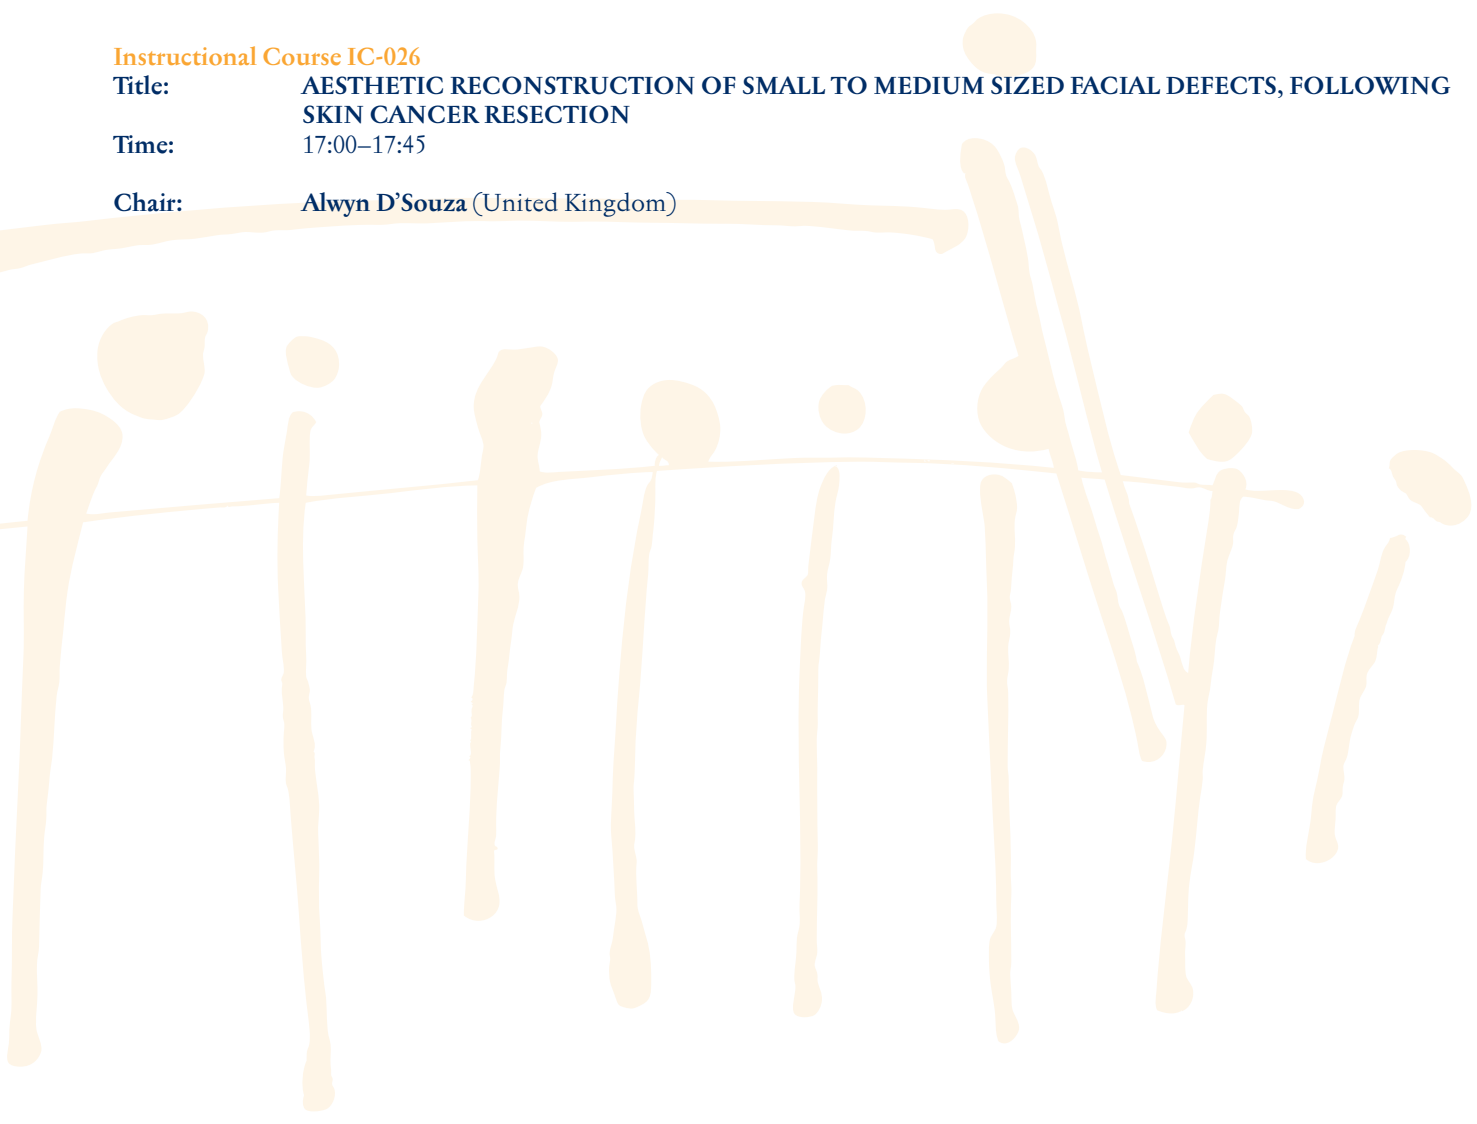 Instructional Course IC-026
Title: AESTHETIC RECONSTRUCTION OF SMALL TO MEDIUM SIZED FACIAL DEFECTS, FOLLOWING
SKIN CANCER RESECTION
Time: 17:00–17:45
Chair: Alwyn D’Souza (United Kingdom)